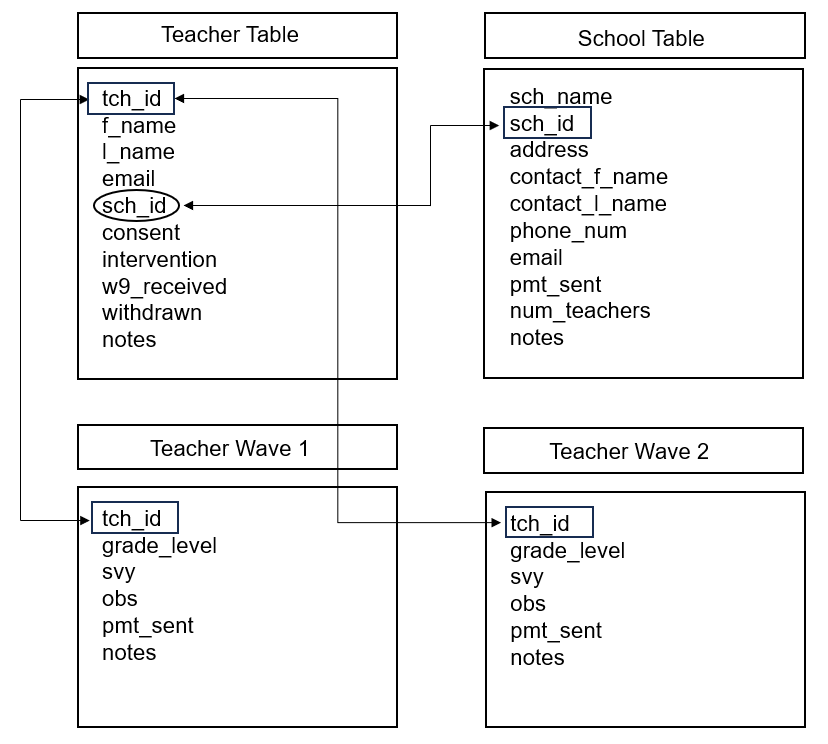 Teacher Table
tch_id
f_name
l_name
email
sch_id
consent
intervention
w9_received
withdrawn
notes
School Table
sch_name
sch_id
address
contact_f_name
contact_l_name
phone_num
email
pmt_sent
num_teachers
notes
Teacher Wave 1
tch_id
grade_level
svy
obs
pmt_sent
notes
Teacher Wave 2
tch_id
grade_level
svy
obs
pmt_sent
notes